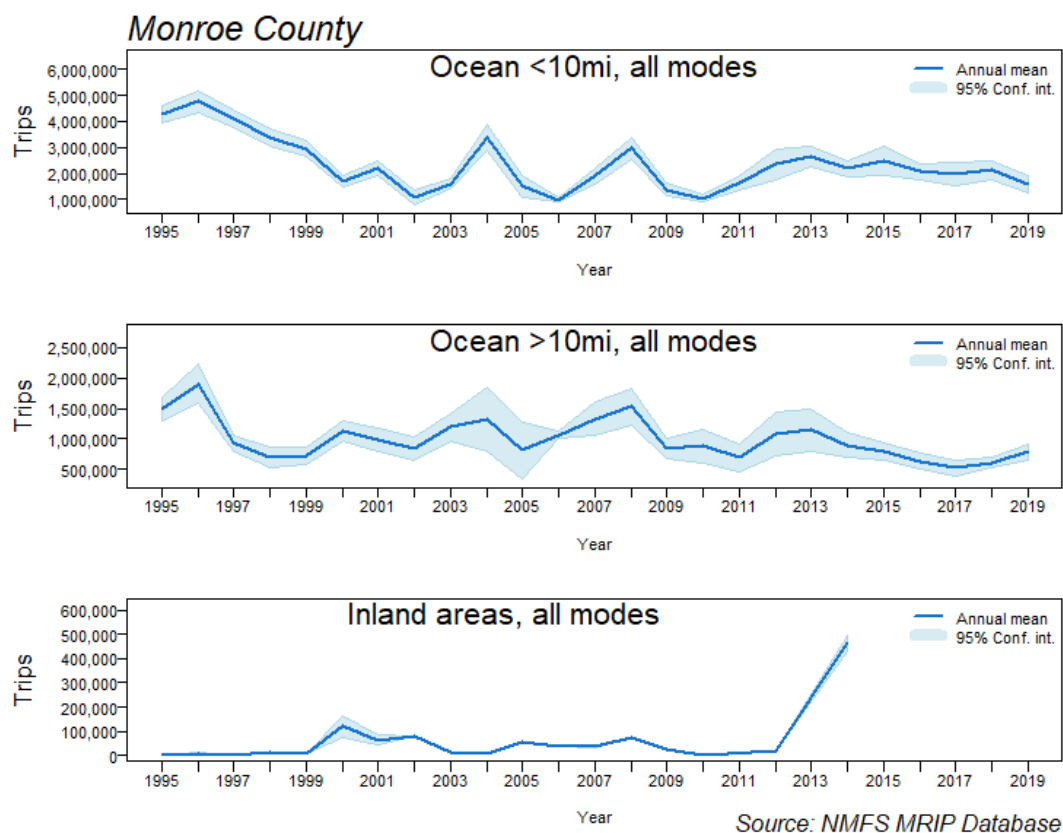 Monroe County
Ocean <10mi, all modes
Annual mean
95% Conf. int.
6,000,000
5,000,000
4,000,000
3,000,000
2,000,000
1,000,000
Trips
1995 1997 1999 2001 2003 2005 2007 2009 2011 2013 2015 2017 2019
Year
Ocean >10mi, all modes
Annual mean
95% Conf. int.
2,500,000
2,000,000
1,500,000
1,000,000
500,000
Trips
1995 1997 1999 2001 2003 2005 2007 2009 2011 2013 2015 2017 2019
Year
Inland areas, all modes
Annual mean
95% Conf. int.
600,000
500,000
400,000
300,000
200,000
100,000
0
Trips
1995 1997 1999 2001 2003 2005 2007 2009 2011 2013 2015 2017 2019
Year
Source: NMFS MRIP Database